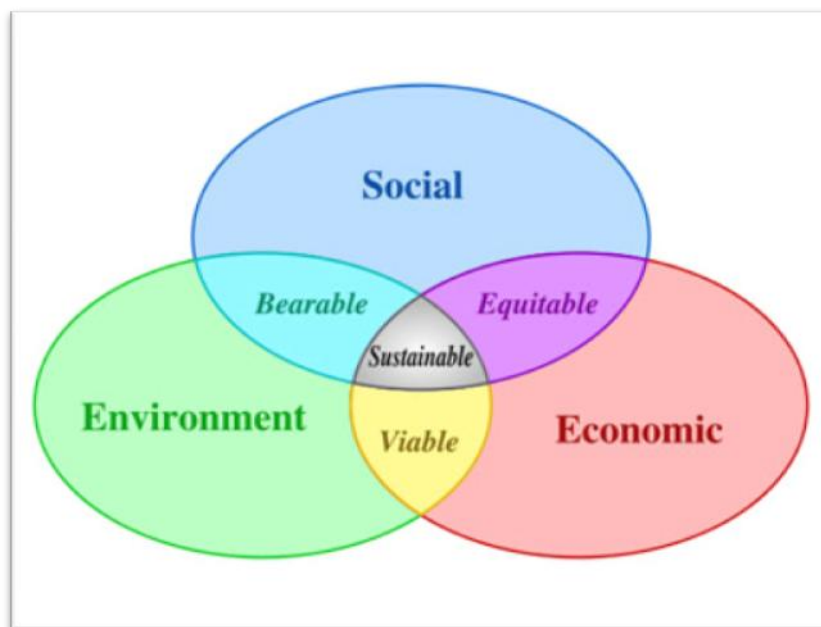 Social
Bearable
Equitable
Sustainable
Environment
Viable
Economic